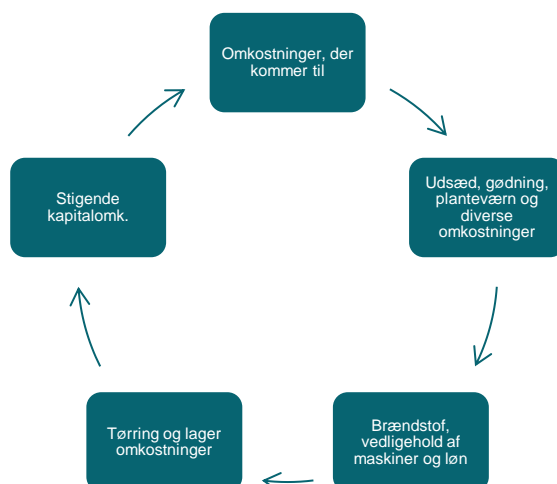 Omkostninger, der
kommer til
Udsæd, gødning,
planteværn og
diverse
omkostninger
Brændstof,
vedligehold af
maskiner og løn
Tørring og lager
omkostninger
Stigende
kapitalomk.